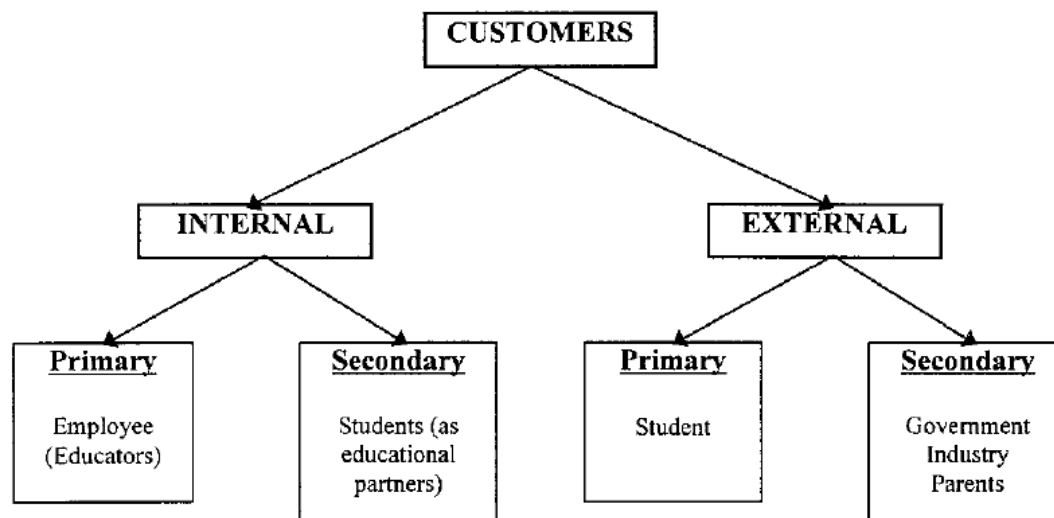 CUSTOMERS
INTERNAL
EXTERNAL
Primary
Employee
(Educators)
Secondary
Students (as
educational
partners)
Primary
Student
Secondary
Government
Industry
Parents